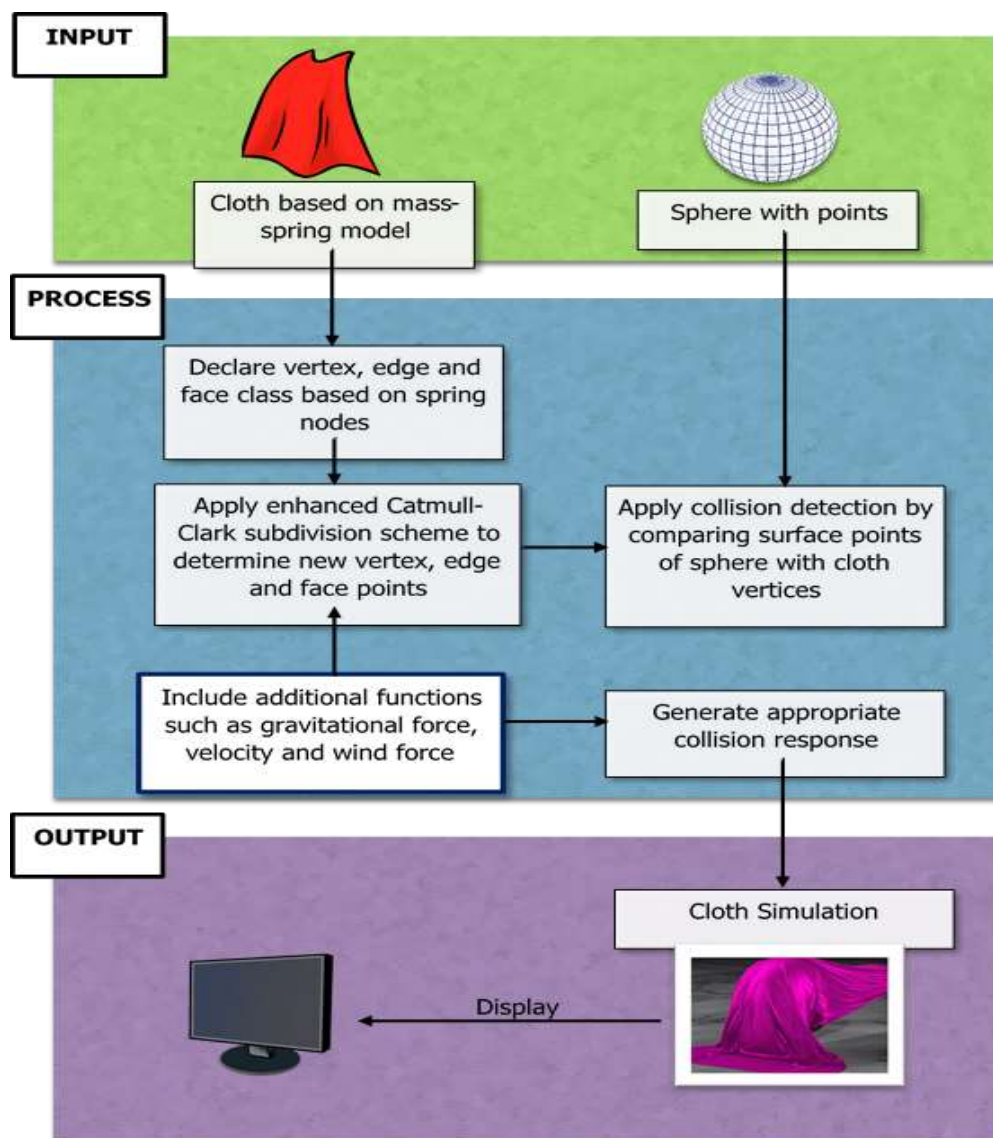 INPUT
Cloth based on mass-
spring model
Sphere with points
PROCESS
Declare vertex, edge and
face class based on spring
nodes
Apply enhanced Catmull-
Clark subdivision scheme to
determine new vertex, edge
and face points
Apply collision detection by
comparing surface points
of sphere with cloth
vertices
Include additional functions
such as gravitational force,
velocity and wind force
Generate appropriate
collision response
OUTPUT
Cloth Simulation
Display